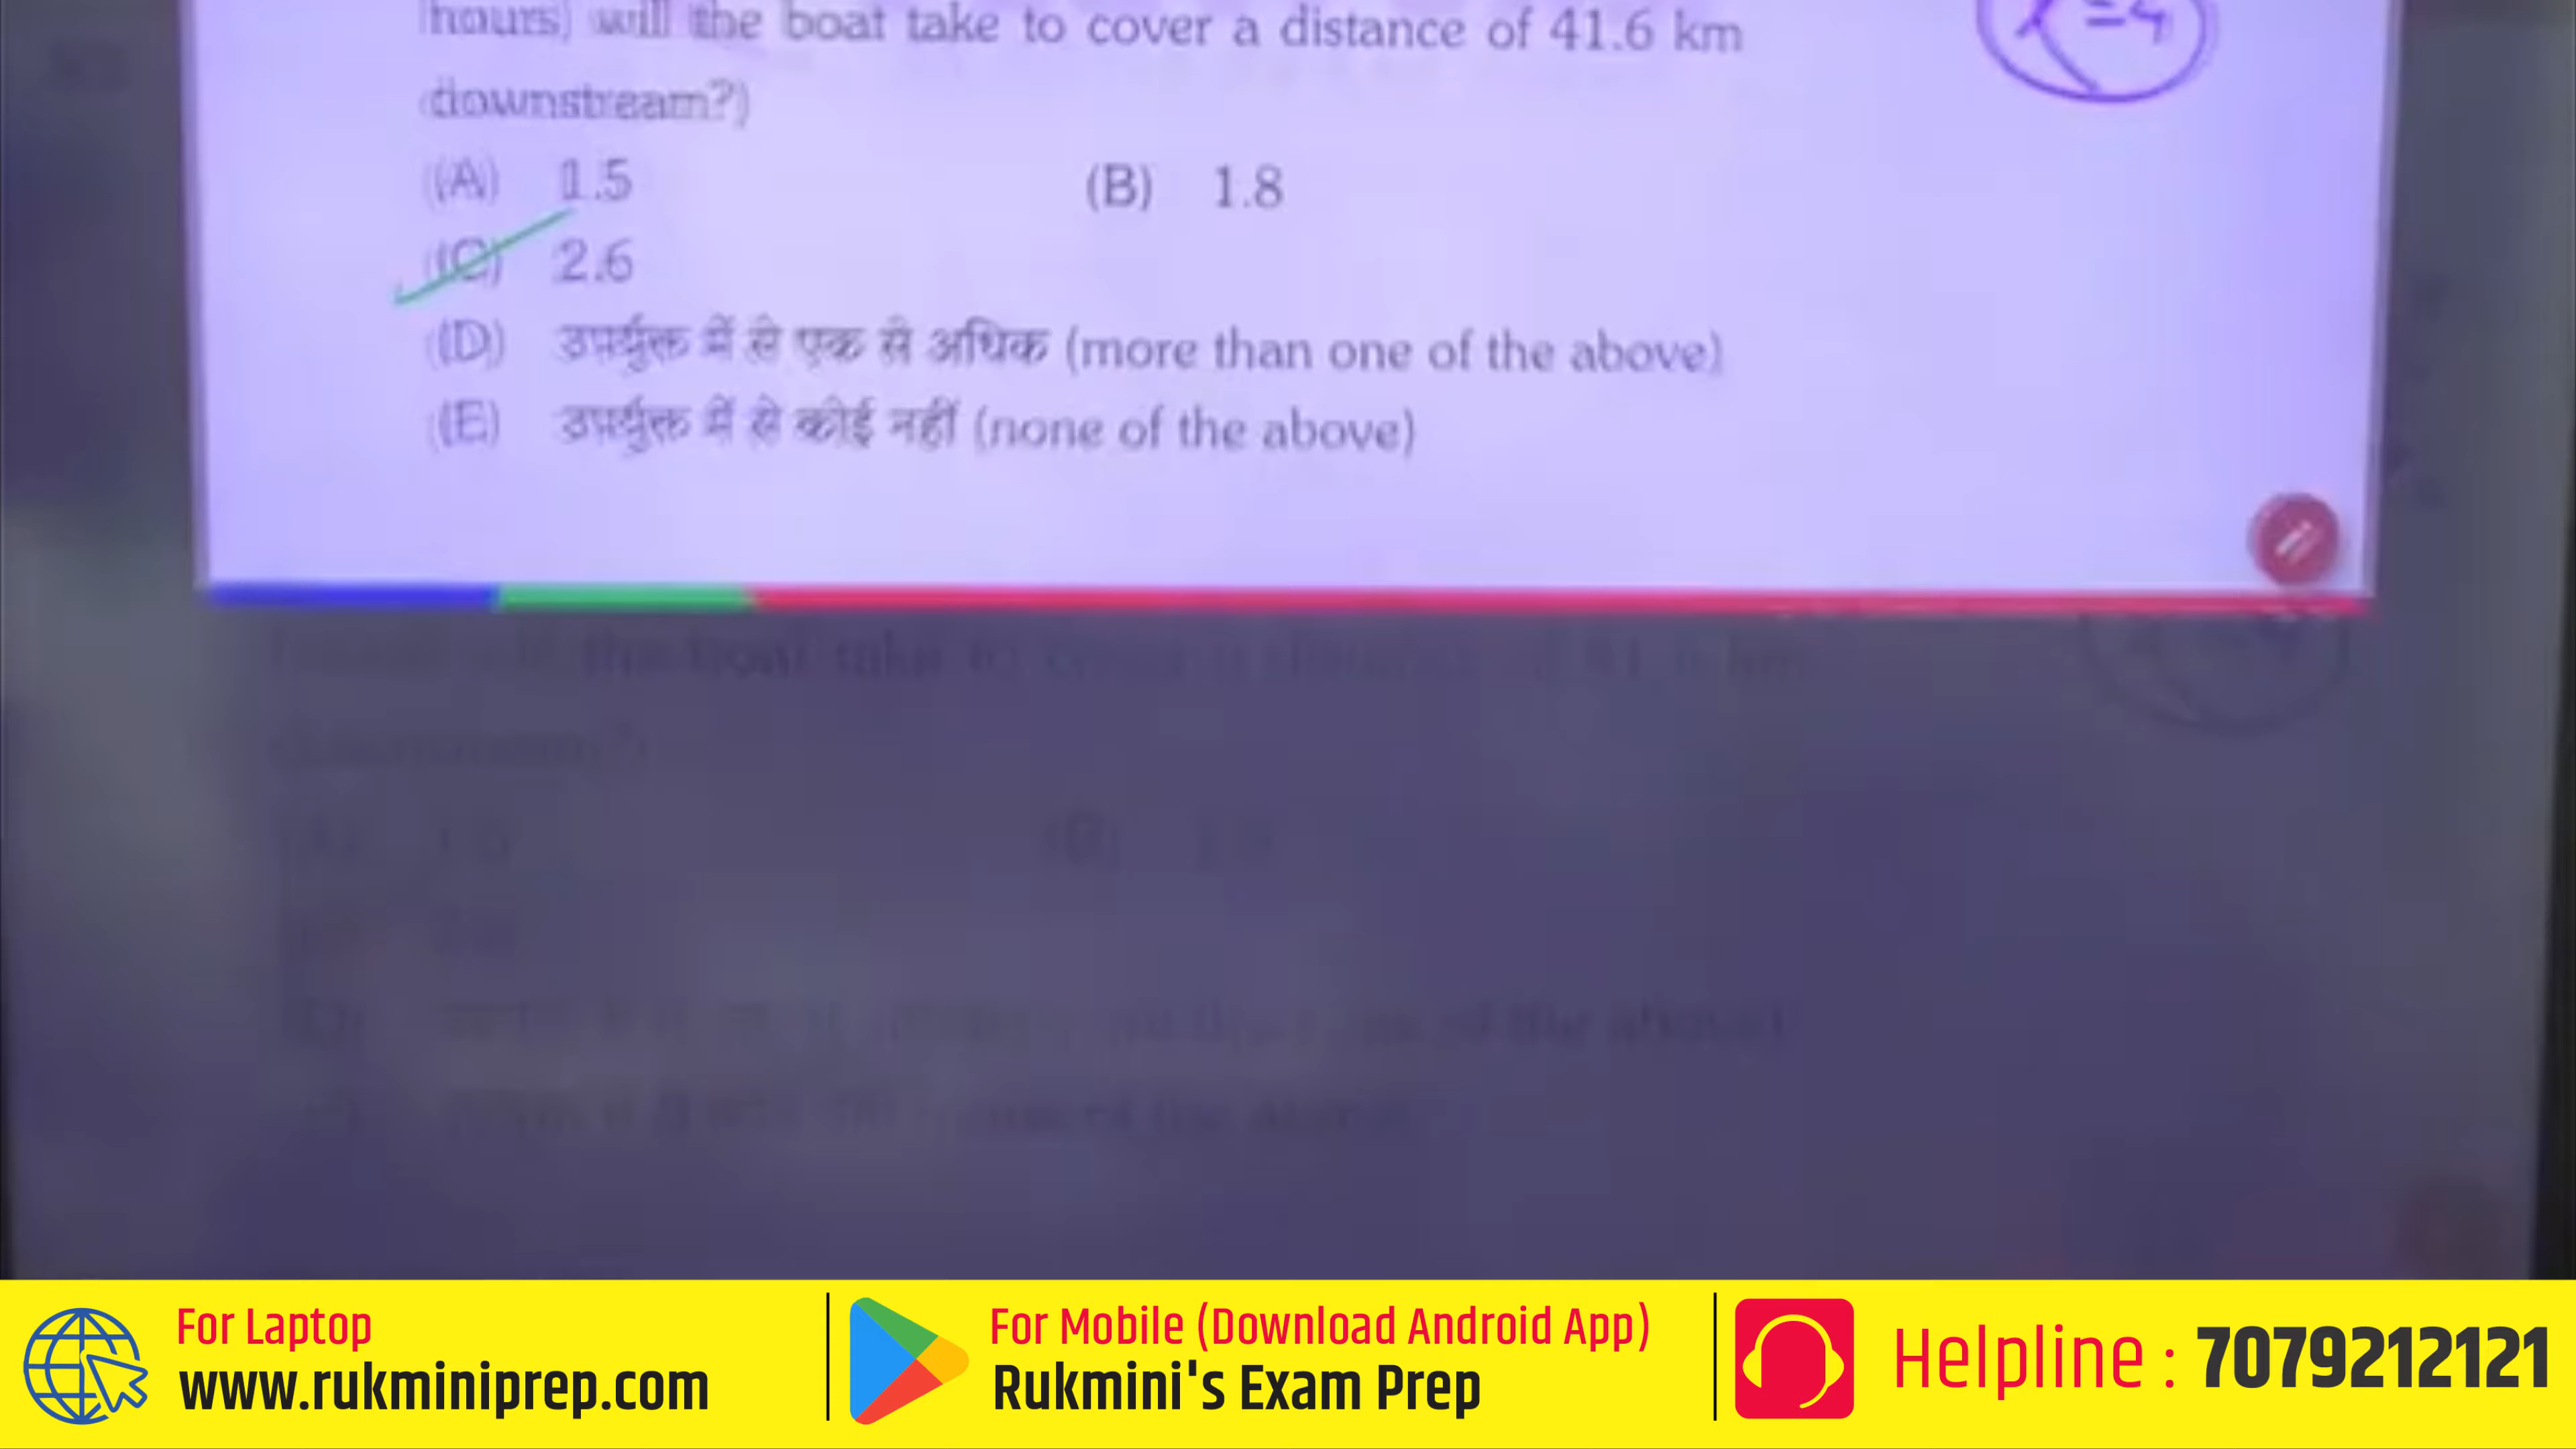 hours) will the boat take to cover a distance of 41.6 km
x=4
downstream?)
(A) 1.5 (B) 1.8
(C) 2.6
(D) उपर्युक्त में से एक से अधिक (more than one of the above)
(E) उपर्युक्त में से कोई नहीं (none of the above)
For Laptop
www.rukminiprep.com
For Mobile (Download Android App)
Rukmini's Exam Prep
Helpline : 7079212121